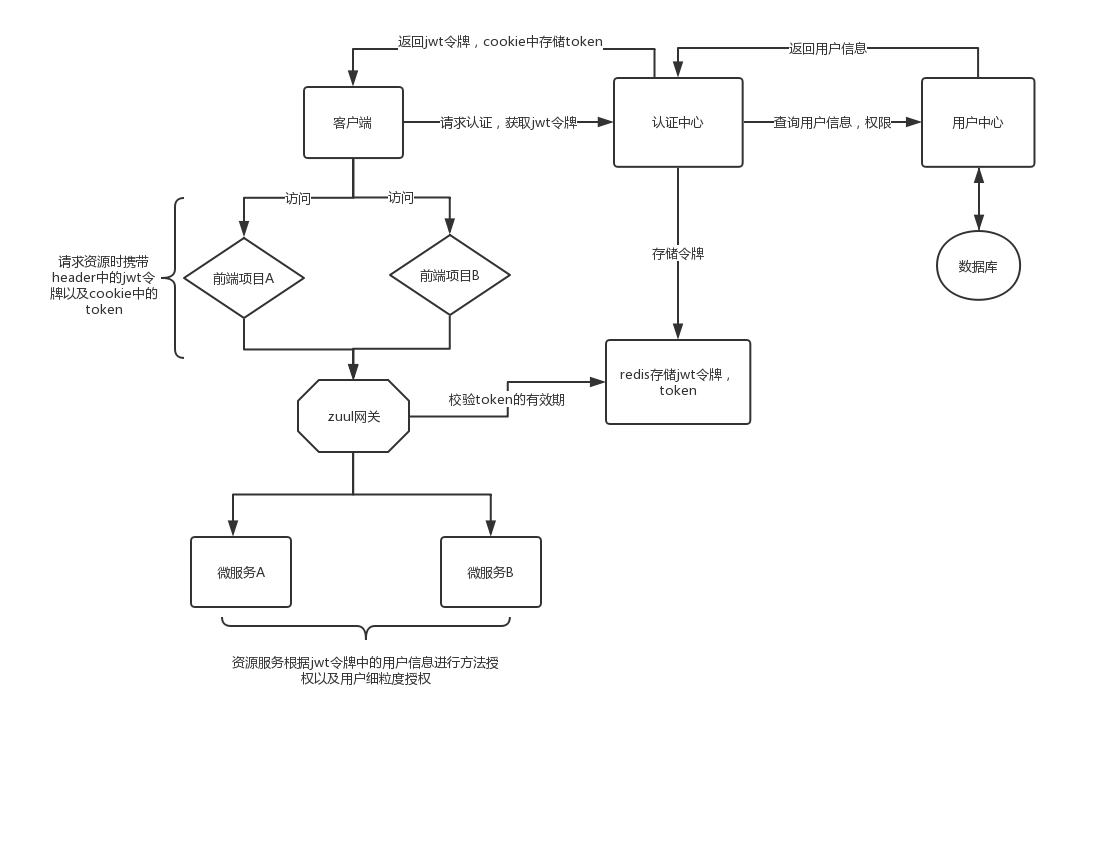 返回jwt令牌，cookie中存储token
返回用户信息
客户端
请求认证，获取jwt令牌
认证中心
查询用户信息，权限
用户中心
访问
访问
请求资源时携带
header中的jwt令
牌以及cookie中的
token
前端项目A
前端项目B
存储令牌
数据库
redis存储jwt令牌，
token
校验token的有效期
zuul网关
微服务A
微服务B
资源服务根据jwt令牌中的用户信息进行方法授
权以及用户细粒度授权